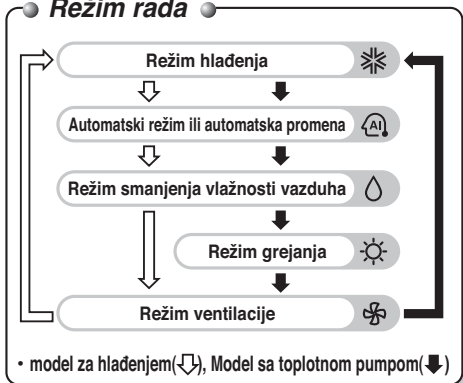 Režim rada
Režim hlađenja
Automatski režim ili automatska promena
AI
Režim smanjenja vlažnosti vazduha
Režim grejanja
Režim ventilacije
• model za hlađenjem( ), Model sa toplotnom pumpom( )